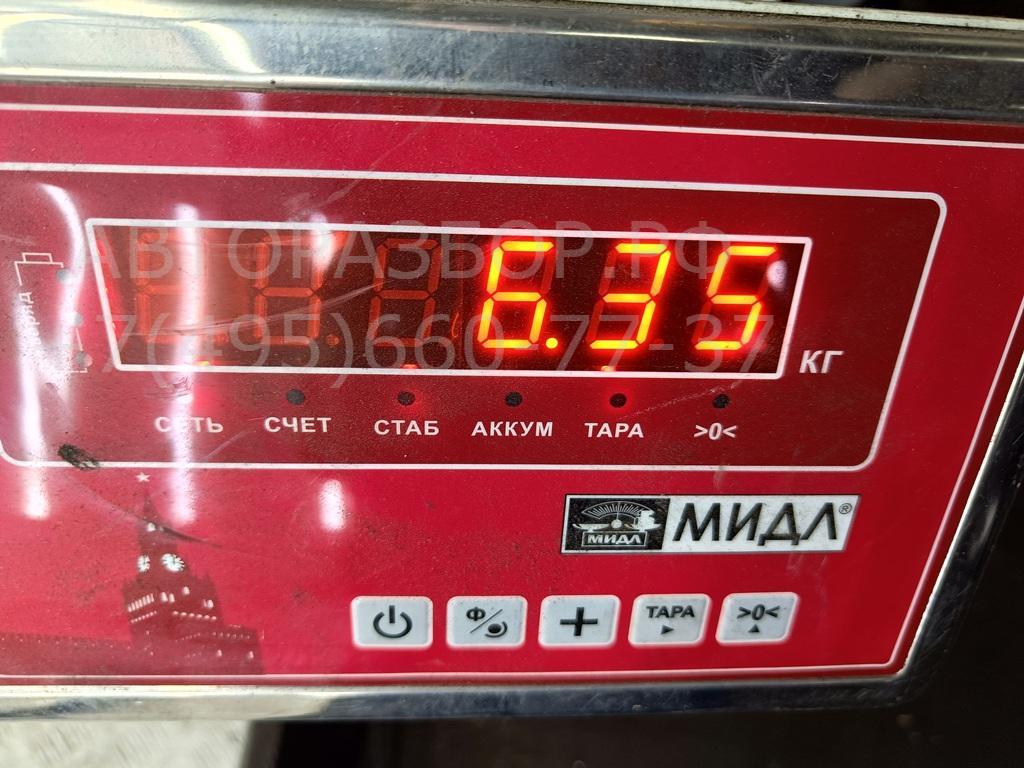 АВТОРАЗБОР.РФ
+7(495)660-77-37
6.35
КГ
СЕТЬ СЧЕТ СТАБ АККУМ ТАРА >0<
МИДЛ МИДЛ®
Ф ТАРА >0<